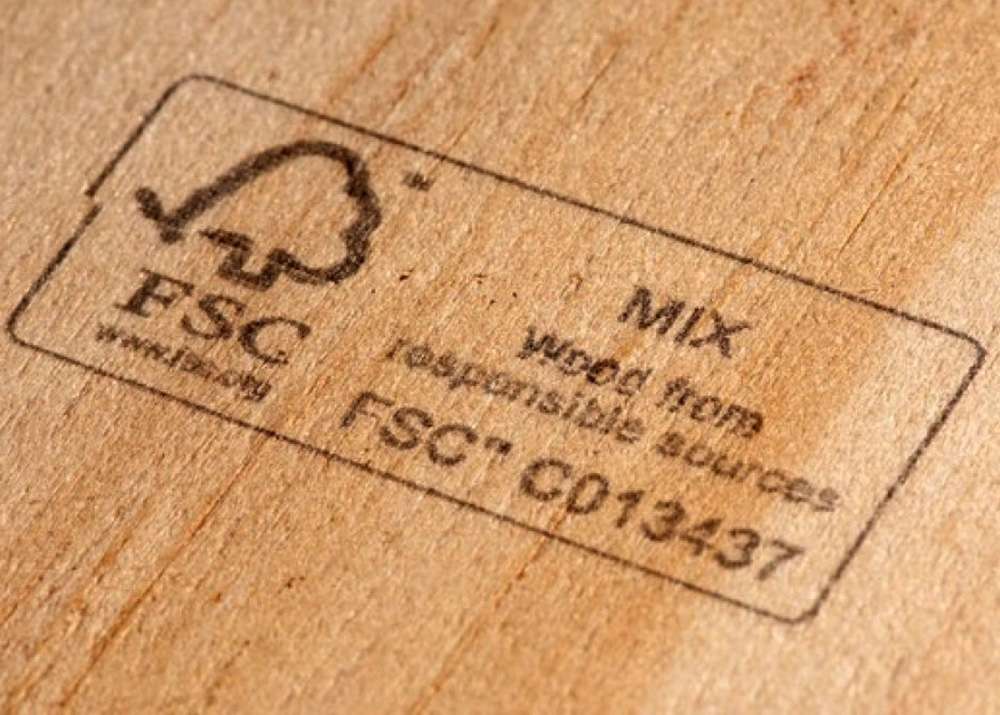 FSC
www.fsc.org
MIX
wood from
responsible sources
FSC™ C013437